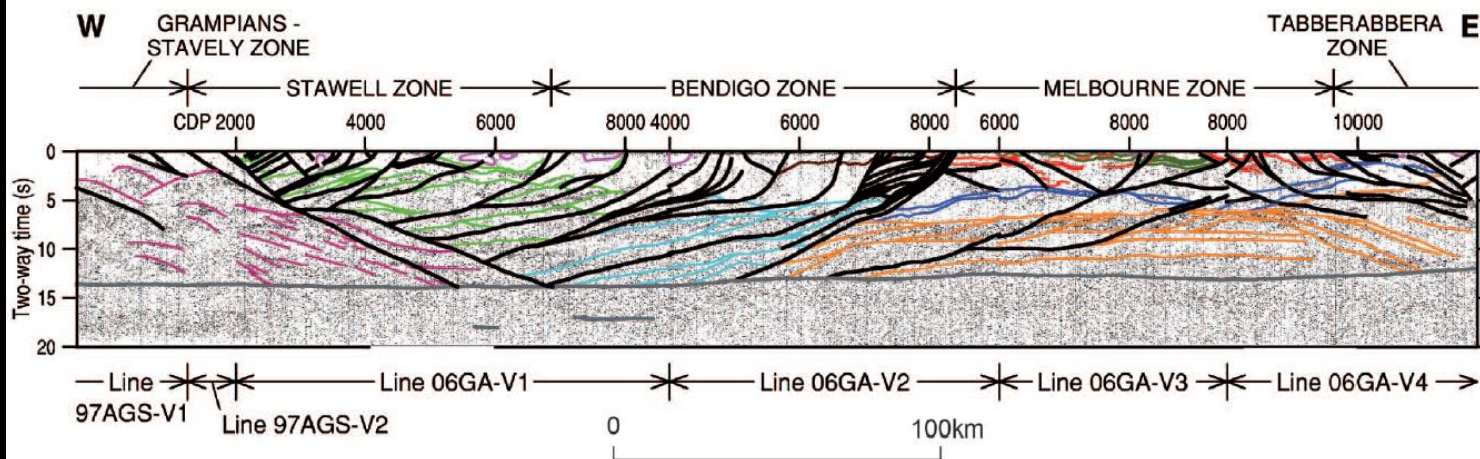 W
GRAMPIANS -
STAVELY ZONE
TABBERABBERA
ZONE
E
STAWELL ZONE
BENDIGO ZONE
MELBOURNE ZONE
CDP 2000 4000 6000 8000 4000 6000 8000 6000 8000 8000 10000
Two-way time (s)
0
5
10
15
20
Line
97AGS-V1
Line 97AGS-V2
Line 06GA-V1
Line 06GA-V2
Line 06GA-V3
Line 06GA-V4
0 100km